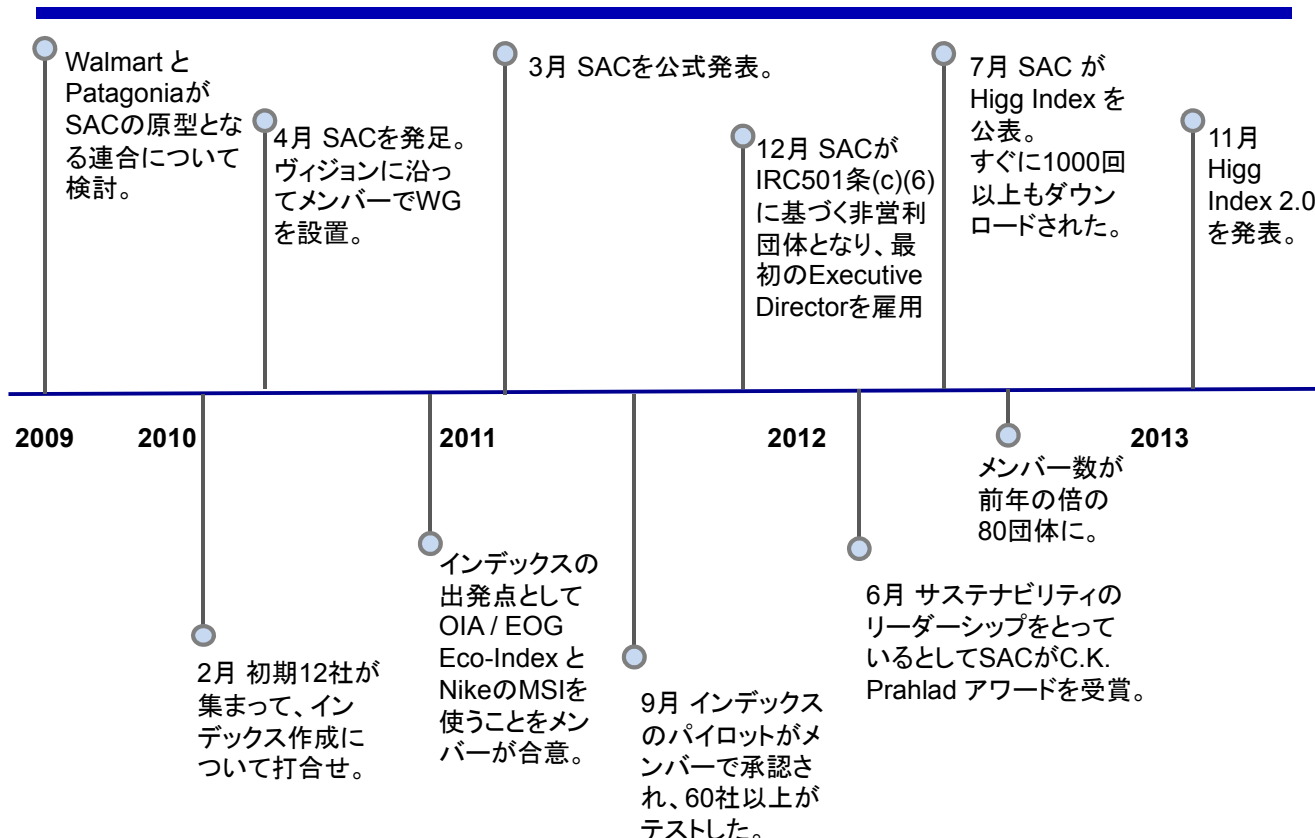 Walmart と
Patagoniaが
SACの原型とな
る連合について
検討。
4月 SACを発足。
ヴィジョンに沿っ
てメンバーでWG
を設置。
3月 SACを公式発表。
12月 SACが
IRC501条(c)(6)
に基づく非営利
団体となり、最
初のExecutive
Directorを雇用
7月 SAC が
Higg Index を
公表。
すぐに1000回
以上もダウン
ロードされた。
11月
Higg
Index 2.0
を発表。
2009
2010
2011
2012
2013
2月 初期12社が
集まって、イン
デックス作成に
ついて打合せ。
インデックスの
出発点として
OIA / EOG
Eco-Index と
NikeのMSIを
使うことをメン
バーが合意。
9月 インデックス
のパイロットがメ
ンバーで承認さ
れ、60社以上が
テストした。
6月 サステナビリティの
リーダーシップをとって
いるとしてSACがC.K.
Prahlad アワードを受賞。
メンバー数が
前年の倍の
80団体に。